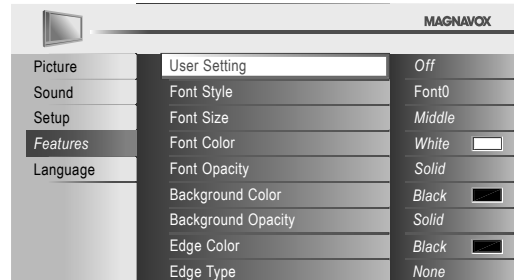 MAGNAVOX
Picture
Sound
Setup
Features
Language
User Setting Off
Font Style Font0
Font Size Middle
Font Color White
Font Opacity Solid
Background Color Black
Background Opacity Solid
Edge Color Black
Edge Type None